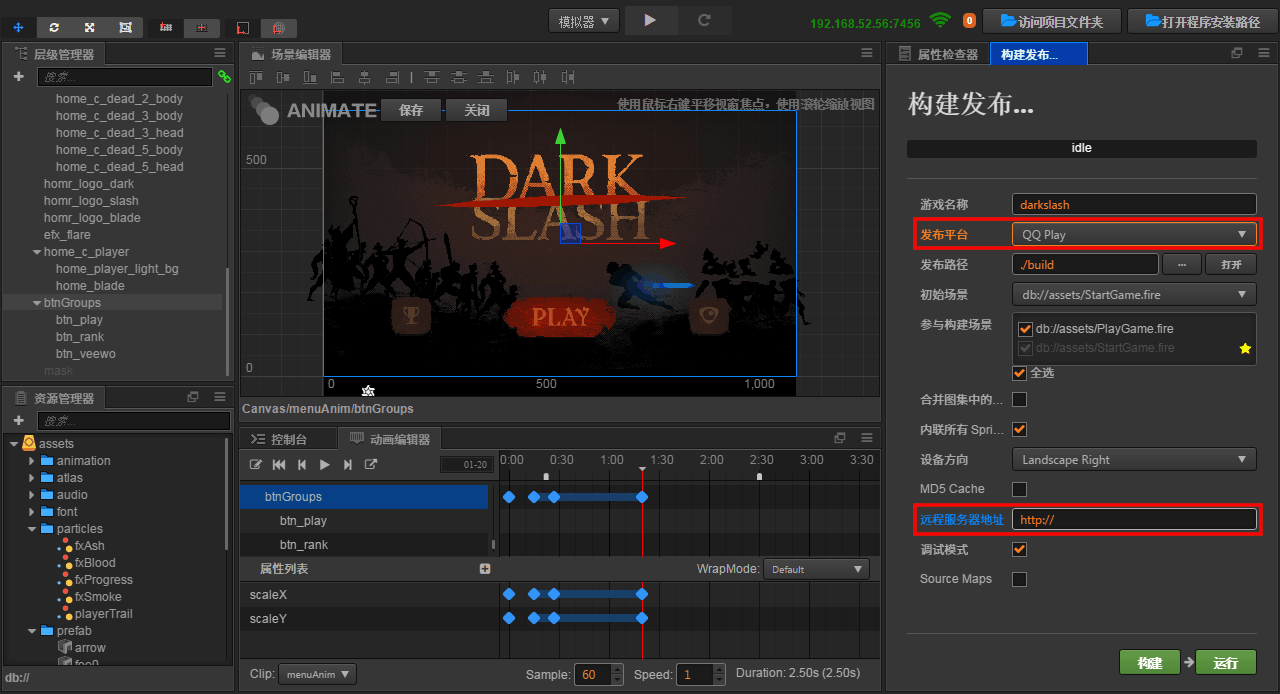 模拟器
192.168.52.56:7456
0
访问项目文件夹
打开程序安装路径
层级管理器
搜索...
home_c_dead_2_body
home_c_dead_3_body
home_c_dead_3_head
home_c_dead_5_body
home_c_dead_5_head
homr_logo_dark
homr_logo_slash
homr_logo_blade
efx_flare
home_c_player
home_player_light_bg
home_blade
btnGroups
btn_play
btn_rank
btn_veewo
mask
资源管理器
搜索...
assets
animation
atlas
audio
font
particles
fxAsh
fxBlood
fxProgress
fxSmoke
playerTrail
prefab
arrow
foo0
db://
场景编辑器
ANIMATE
保存
关闭
使用鼠标右键平移视窗焦点，使用滚轮缩放视图
500
DARK
SLASH
PLAY
0
0
500
1,000
Canvas/menuAnim/btnGroups
控制台
动画编辑器
01-20
0:00
0:30
1:00
1:30
2:00
2:30
3:00
3:30
btnGroups
btn_play
btn_rank
属性列表
WrapMode:
Default
scaleX
scaleY
Clip:
menuAnim
Sample:
60
Speed:
1
Duration: 2.50s (2.50s)
属性检查器
构建发布...
构建发布...
idle
游戏名称
darkslash
发布平台
QQ Play
发布路径
./build
...
打开
初始场景
db://assets/StartGame.fire
参与构建场景
db://assets/PlayGame.fire
db://assets/StartGame.fire
全选
合并图集中的...
内联所有 Spri...
设备方向
Landscape Right
MD5 Cache
远程服务器地址
http://
调试模式
Source Maps
构建
运行